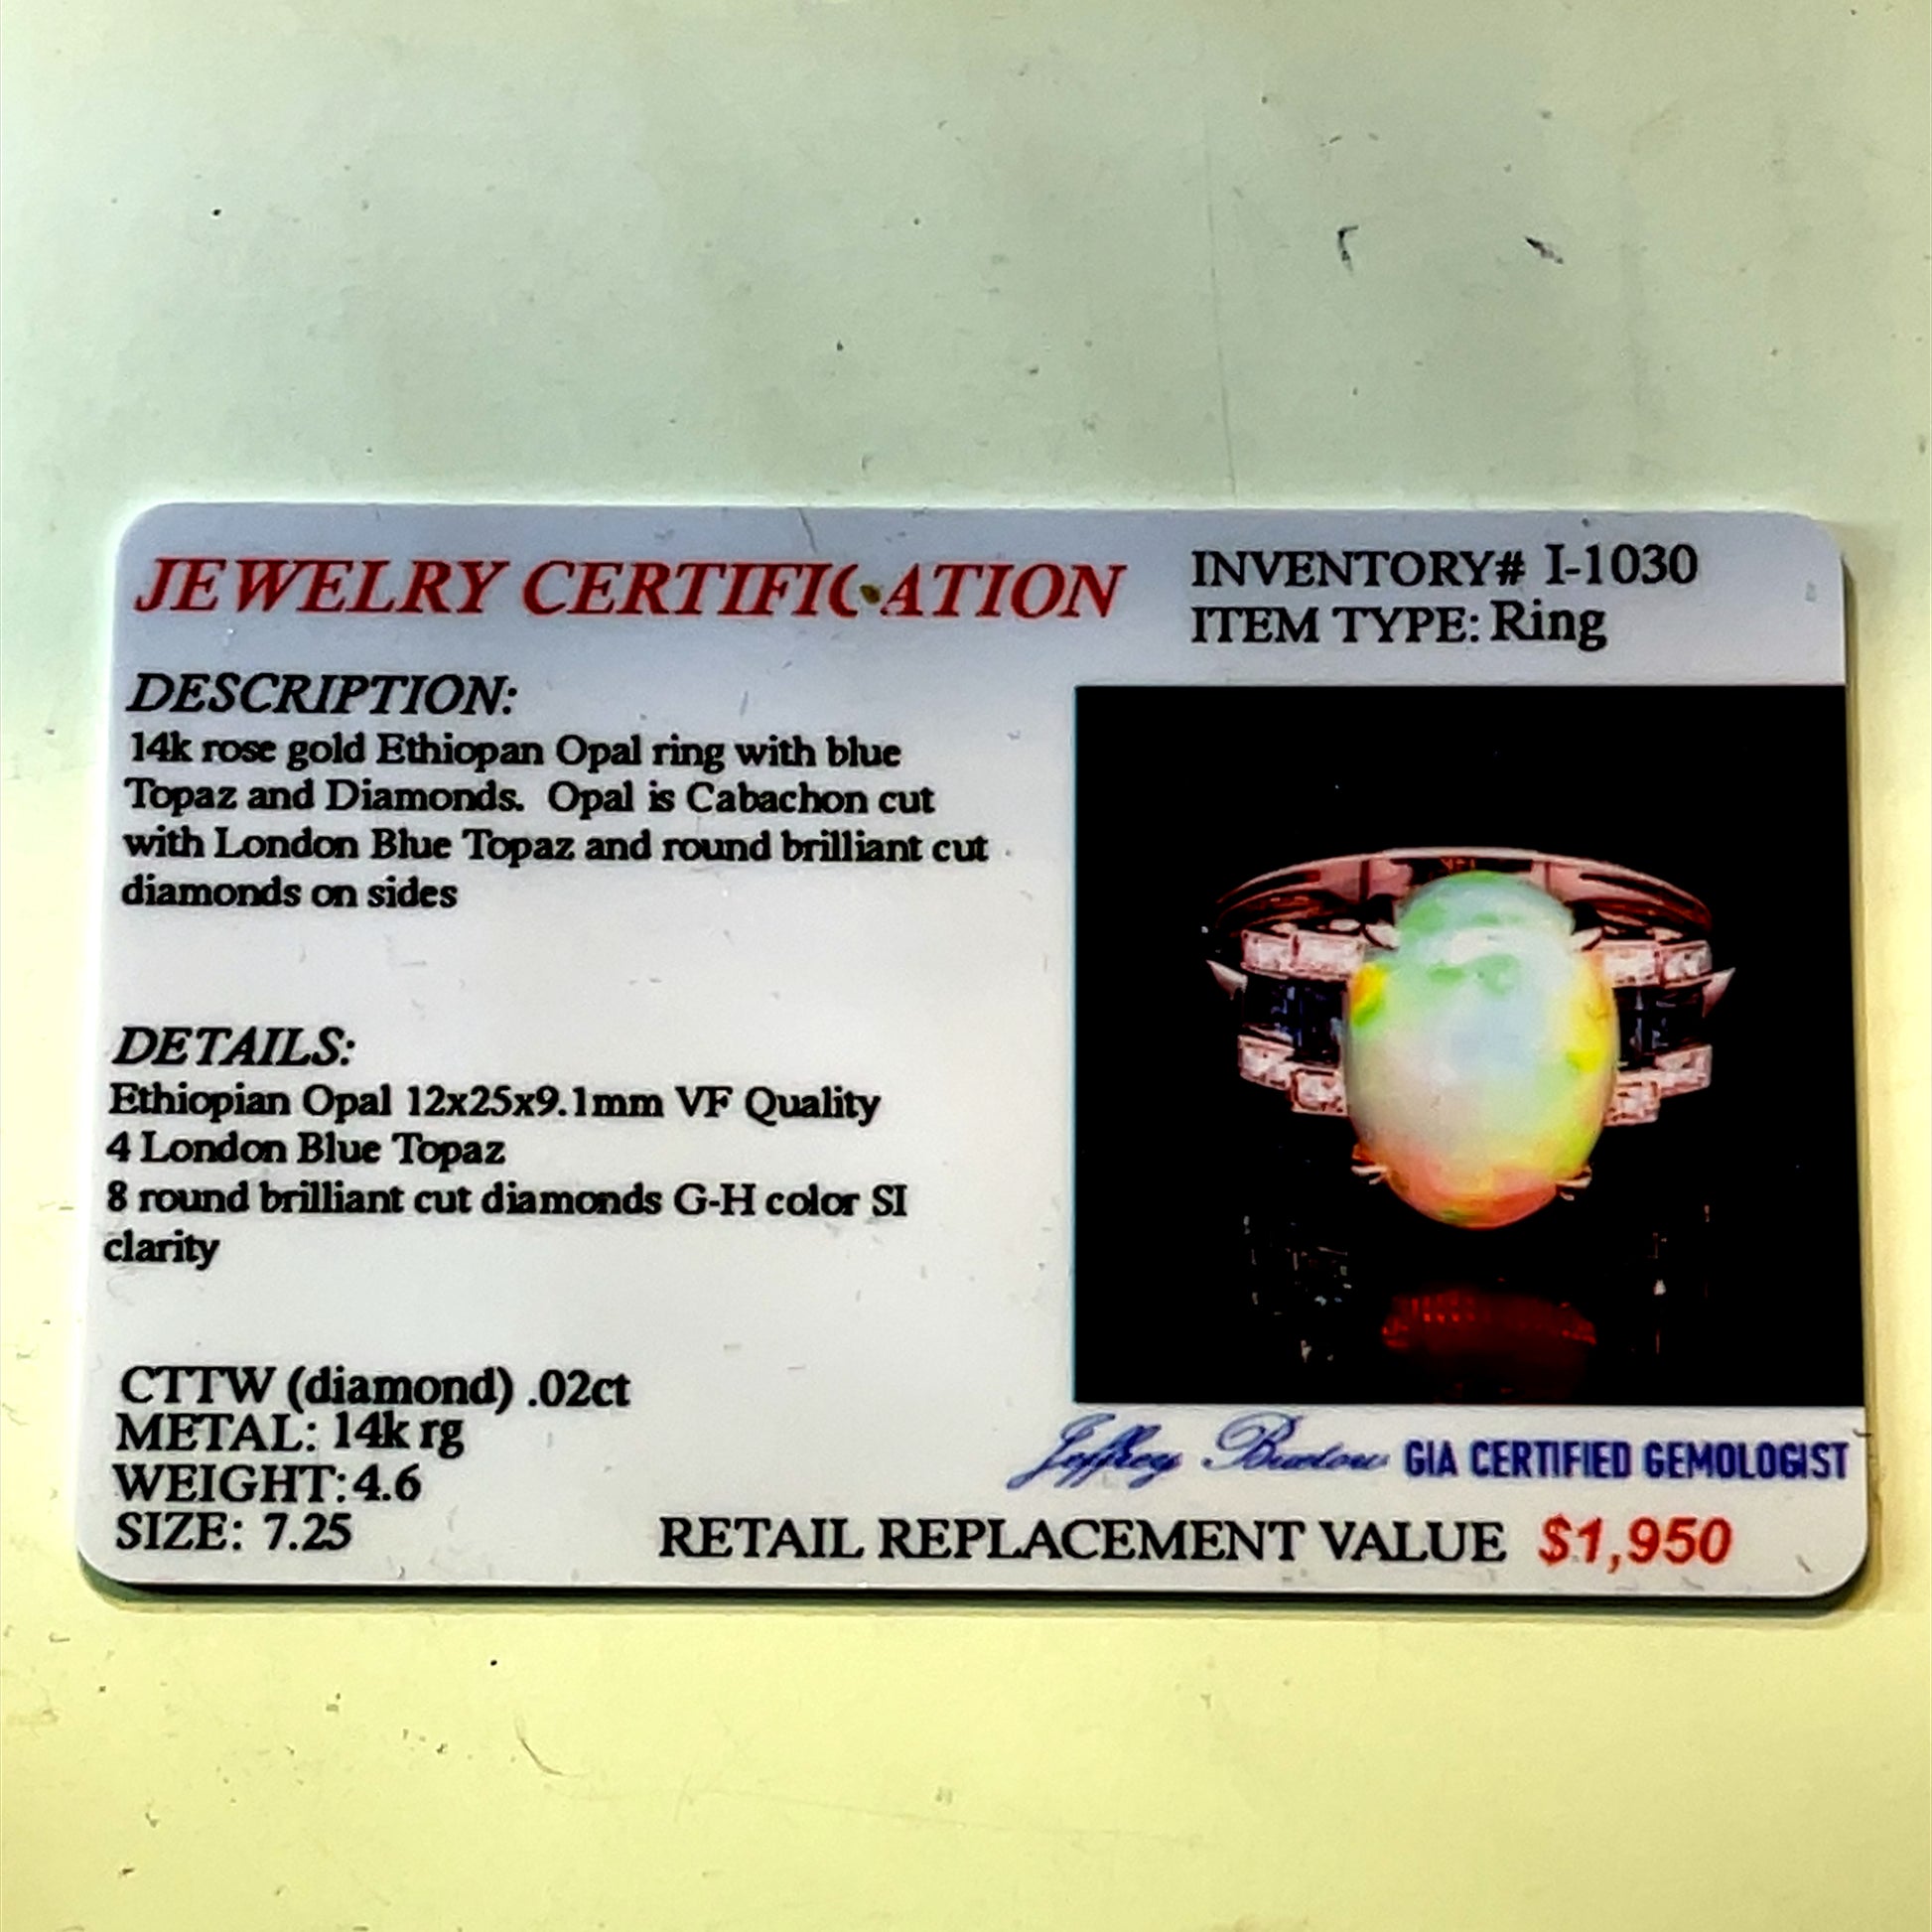 JEWELRY CERTIFICATION
INVENTORY# I-1030
ITEM TYPE: Ring
DESCRIPTION:
14k rose gold Ethiopan Opal ring with blue
Topaz and Diamonds. Opal is Cabachon cut
with London Blue Topaz and round brilliant cut
diamonds on sides
DETAILS:
Ethiopian Opal 12x25x9.1mm VF Quality
4 London Blue Topaz
8 round brilliant cut diamonds G-H color SI
clarity
CTTW (diamond) .02ct
METAL: 14k rg
WEIGHT:4.6
SIZE: 7.25
Jeffrey Buxton GIA CERTIFIED GEMOLOGIST
RETAIL REPLACEMENT VALUE $1,950